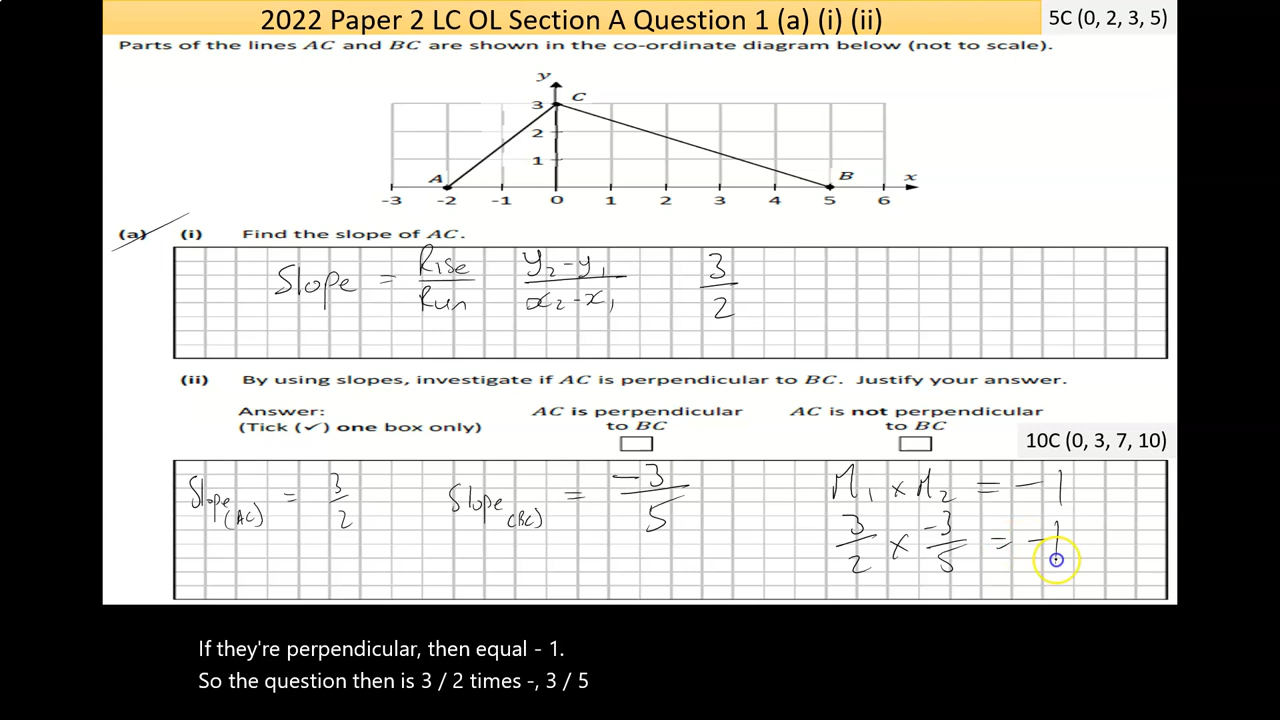 2022 Paper 2 LC OL Section A Question 1 (a) (i) (ii)
5C (0, 2, 3, 5)
Parts of the lines AC and BC are shown in the co-ordinate diagram below (not to scale).
y
3 C
2
1
A B x
-3 -2 -1 0 1 2 3 4 5 6
(a) (i) Find the slope of AC.
Slope = Rise/Run y₂-y₁/x₂-x₁ 3/2
(ii) By using slopes, investigate if AC is perpendicular to BC. Justify your answer.
Answer: AC is perpendicular AC is not perpendicular
(Tick (✓) one box only) to BC to BC
10C (0, 3, 7, 10)
Slope (AC) = 3/2 Slope (BC) = -3/5 M₁ × M₂ = -1
3/2 × -3/5 = -1
If they're perpendicular, then equal - 1.
So the question then is 3 / 2 times -, 3 / 5